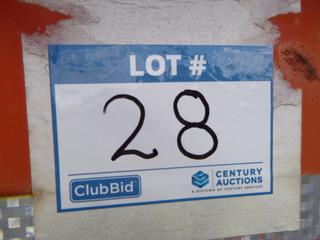 LOT #
28
ClubBid
CENTURY
AUCTIONS
A DIVISION OF CENTURY SERVICES